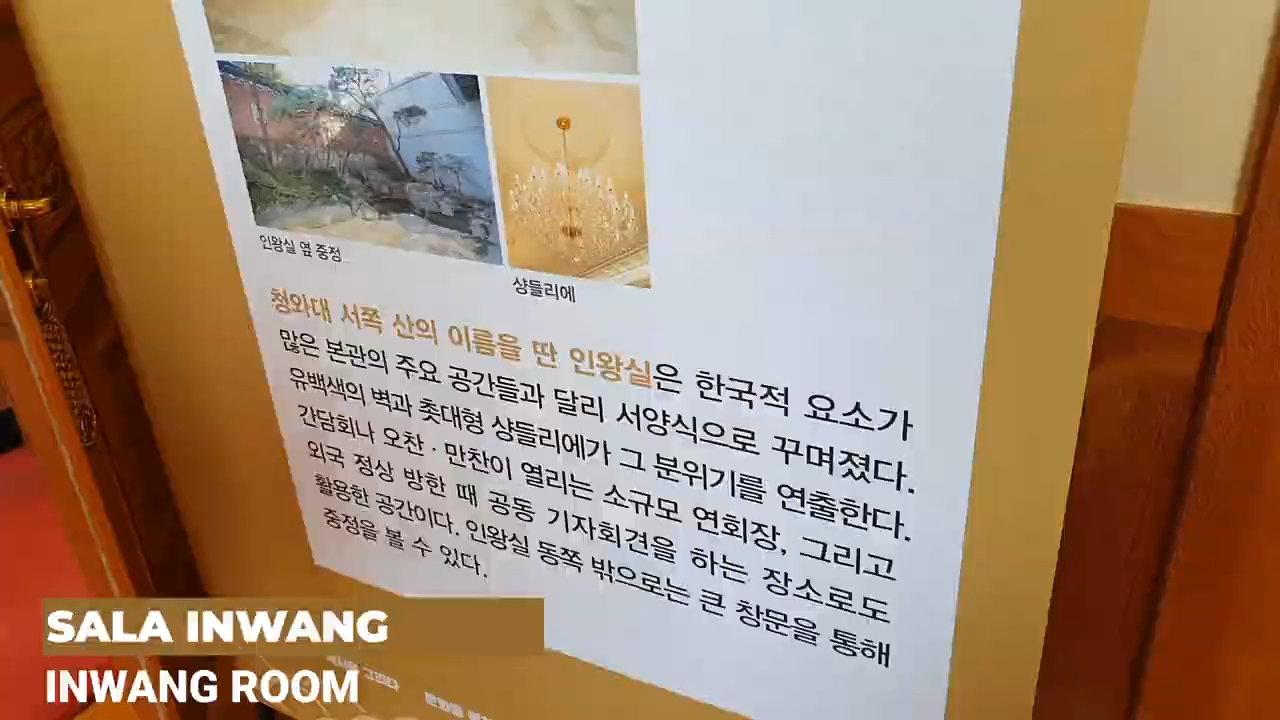 인왕실 옆 중정
샹들리에
청와대 서쪽 산의 이름을 딴 인왕실은 한국적 요소가
많은 본관의 주요 공간들과 달리 서양식으로 꾸며졌다.
유백색의 벽과 촛대형 샹들리에가 그 분위기를 연출한다.
간담회나 오찬 · 만찬이 열리는 소규모 연회장, 그리고
외국 정상 방한 때 공동 기자회견을 하는 장소로도
활용한 공간이다. 인왕실 동쪽 밖으로는 큰 창문을 통해
중정을 볼 수 있다.
SALA INWANG
INWANG ROOM